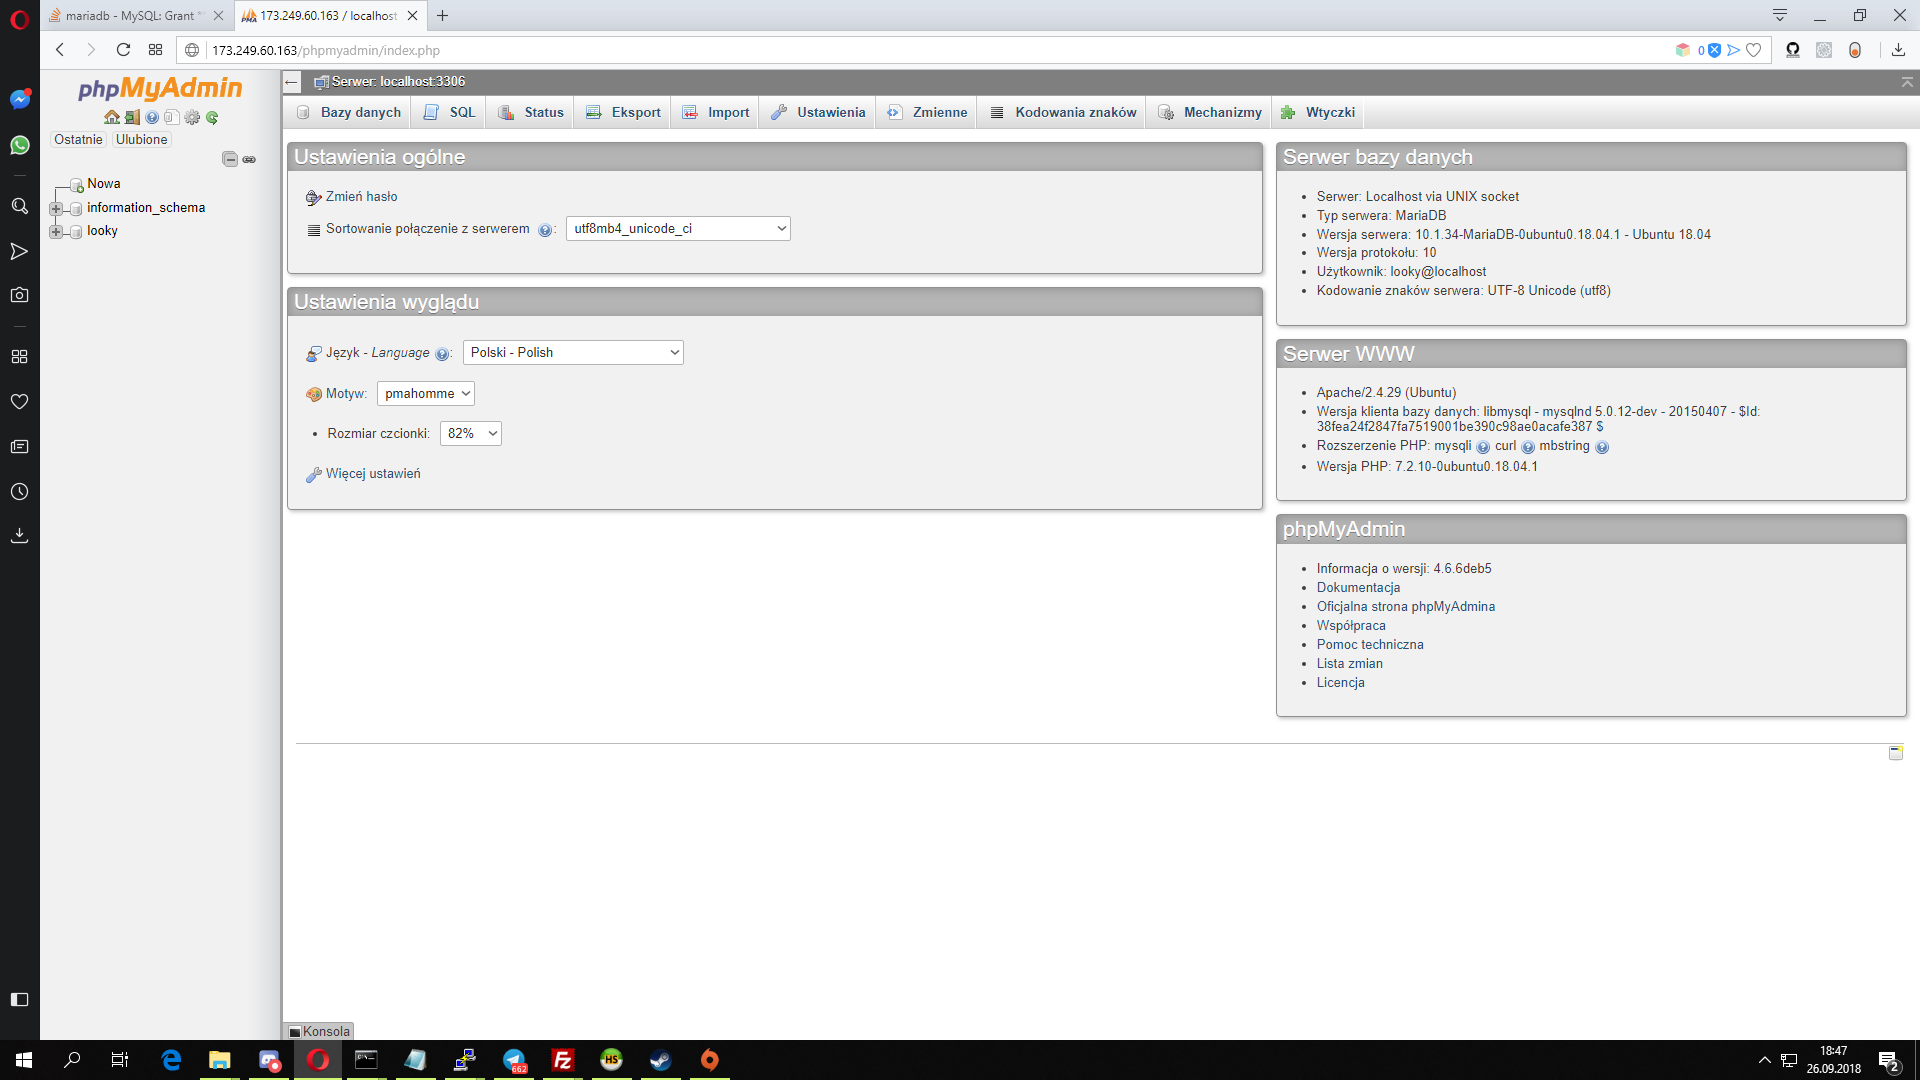 mariadb - MySQL: Grant
173.249.60.163 / localhost
173.249.60.163/phpmyadmin/index.php
0
phpMyAdmin
Ostatnie
Ulubione
Nowa
information_schema
looky
Serwer: localhost:3306
Bazy danych
SQL
Status
Eksport
Import
Ustawienia
Zmienne
Kodowania znaków
Mechanizmy
Wtyczki
Ustawienia ogólne
Zmień hasło
Sortowanie połączenie z serwerem : utf8mb4_unicode_ci
Ustawienia wyglądu
Język - Language : Polski - Polish
Motyw: pmahomme
Rozmiar czcionki: 82%
Więcej ustawień
Serwer bazy danych
Serwer: Localhost via UNIX socket
Typ serwera: MariaDB
Wersja serwera: 10.1.34-MariaDB-0ubuntu0.18.04.1 - Ubuntu 18.04
Wersja protokołu: 10
Użytkownik: looky@localhost
Kodowanie znaków serwera: UTF-8 Unicode (utf8)
Serwer WWW
Apache/2.4.29 (Ubuntu)
Wersja klienta bazy danych: libmysql - mysqlnd 5.0.12-dev - 20150407 - $Id:
38fea24f2847fa7519001be390c98ae0acafe387 $
Rozszerzenie PHP: mysqli curl mbstring
Wersja PHP: 7.2.10-0ubuntu0.18.04.1
phpMyAdmin
Informacja o wersji: 4.6.6deb5
Dokumentacja
Oficjalna strona phpMyAdmina
Współpraca
Pomoc techniczna
Lista zmian
Licencja
Konsola
662
HS
18:47
26.09.2018
2